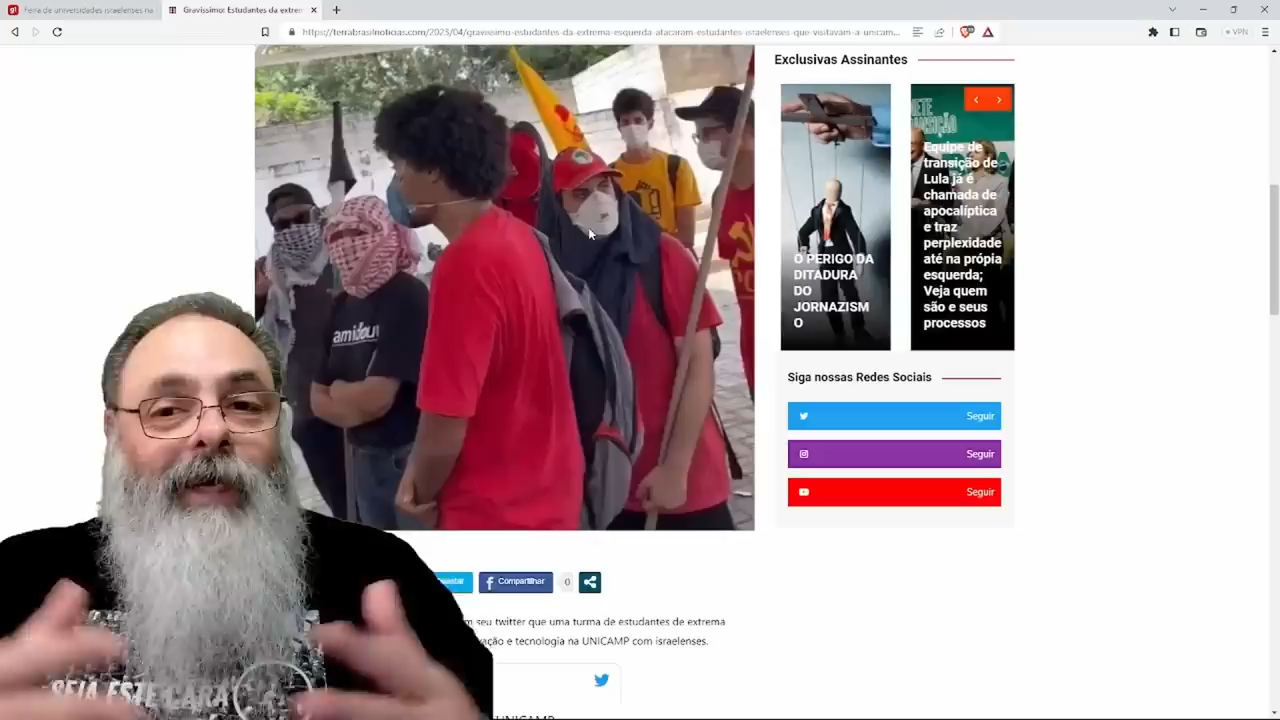 Feira de universidades israelenses na
Gravíssimo: Estudantes da extrem
https://terrabrasilnoticias.com/2023/04/gravissimo-estudantes-da-extrema-esquerda-atacaram-estudantes-israelenses-que-visitavam-a-unicam...
VPN
Exclusivas Assinantes
O PERIGO DA
DITADURA
DO
JORNAZISM
O
Equipe de
transição de
Lula já é
chamada de
apocalíptica
e traz
perplexidade
até na própia
esquerda;
Veja quem
são e seus
processos
Siga nossas Redes Sociais
Seguir
Seguir
Seguir
Compartilhar
0
m seu twitter que uma turma de estudantes de extrema
ação e tecnologia na UNICAMP com israelenses.
UNICAMP
SEJA ESTE CARA